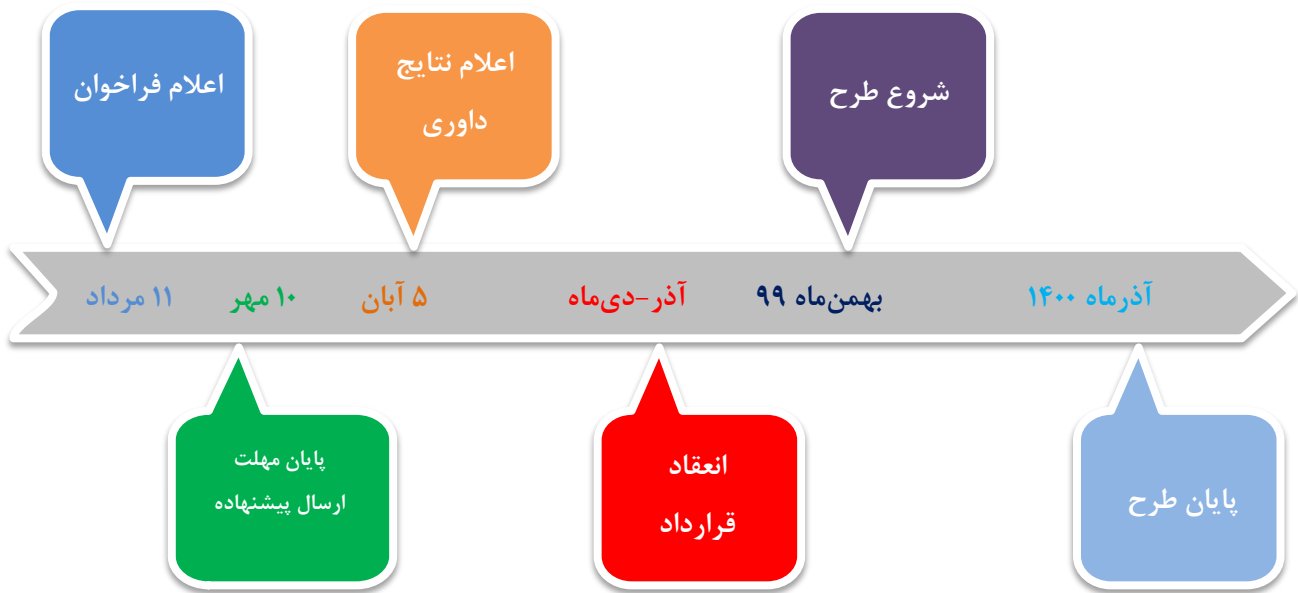 اعلام فراخوان
اعلام نتایج
داوری
شروع طرح
۱۱ مرداد
۱۰ مهر
۵ آبان
آذر-دی‌ماه
بهمن‌ماه ۹۹
آذرماه ۱۴۰۰
پایان مهلت
ارسال پیشنهاده
انعقاد
قرارداد
پایان طرح